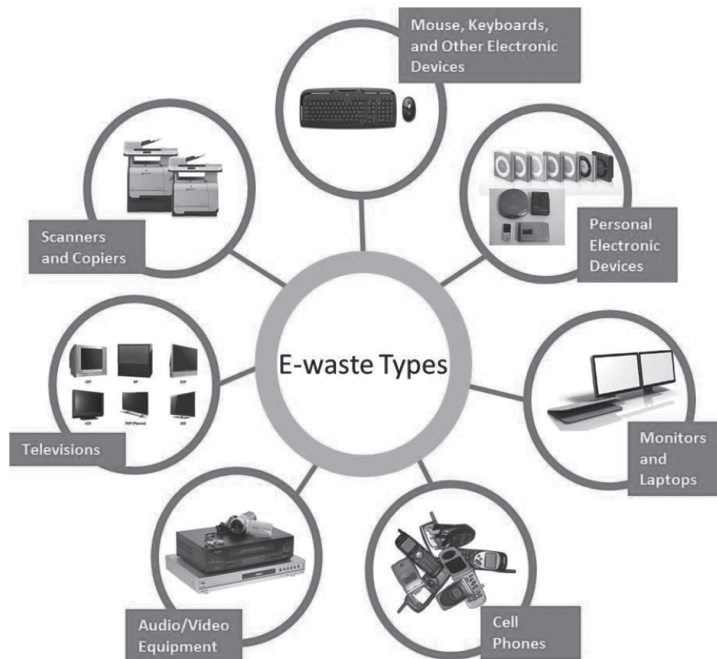 Mouse, Keyboards,
and Other Electronic
Devices
Personal
Electronic
Devices
Monitors
and
Laptops
Cell
Phones
Audio/Video
Equipment
Televisions
Scanners
and Copiers
E-waste Types
LCD